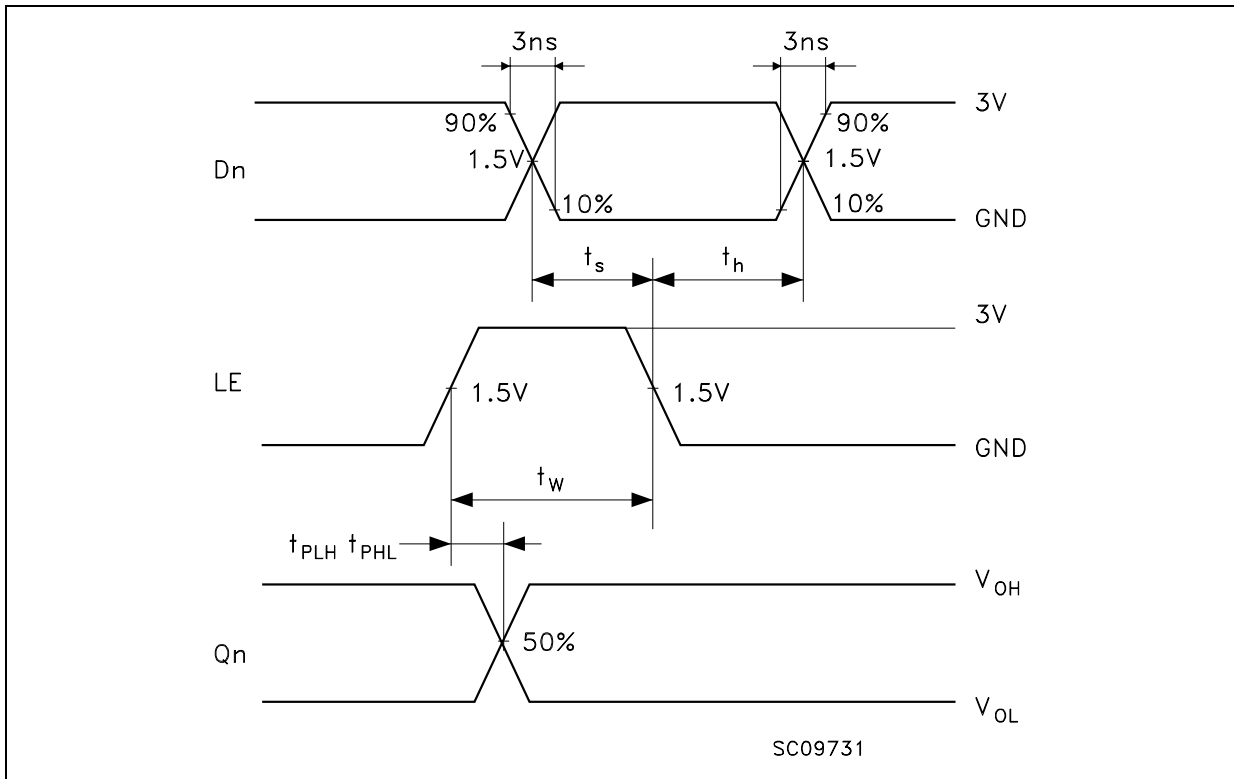 3ns 3ns
3V
90% 90%
Dn 1.5V 1.5V
10% 10%
GND
ts th
3V
LE 1.5V 1.5V
GND
tW
tPLH tPHL
VOH
Qn 50%
VOL
SC09731